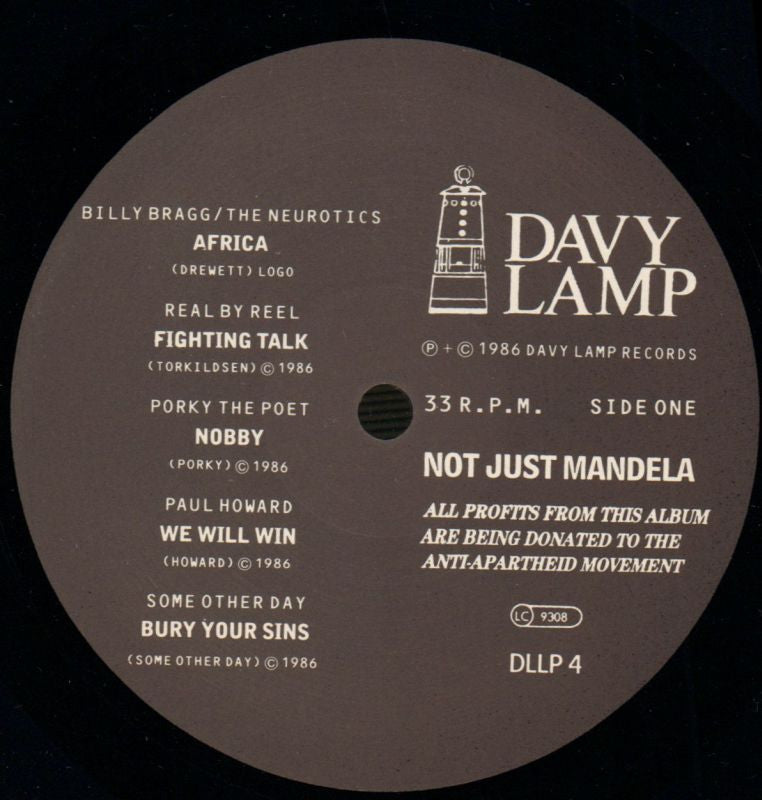 BILLY BRAGG/THE NEUROTICS
AFRICA
(DREWETT) LOGO
REAL BY REEL
FIGHTING TALK
(TORKILDSEN) © 1986
PORKY THE POET
NOBBY
(PORKY) © 1986
PAUL HOWARD
WE WILL WIN
(HOWARD) © 1986
SOME OTHER DAY
BURY YOUR SINS
(SOME OTHER DAY) © 1986
DAVY
LAMP
℗ + © 1986 DAVY LAMP RECORDS
33 R.P.M. SIDE ONE
NOT JUST MANDELA
ALL PROFITS FROM THIS ALBUM
ARE BEING DONATED TO THE
ANTI-APARTHEID MOVEMENT
LC 9308
DLLP 4